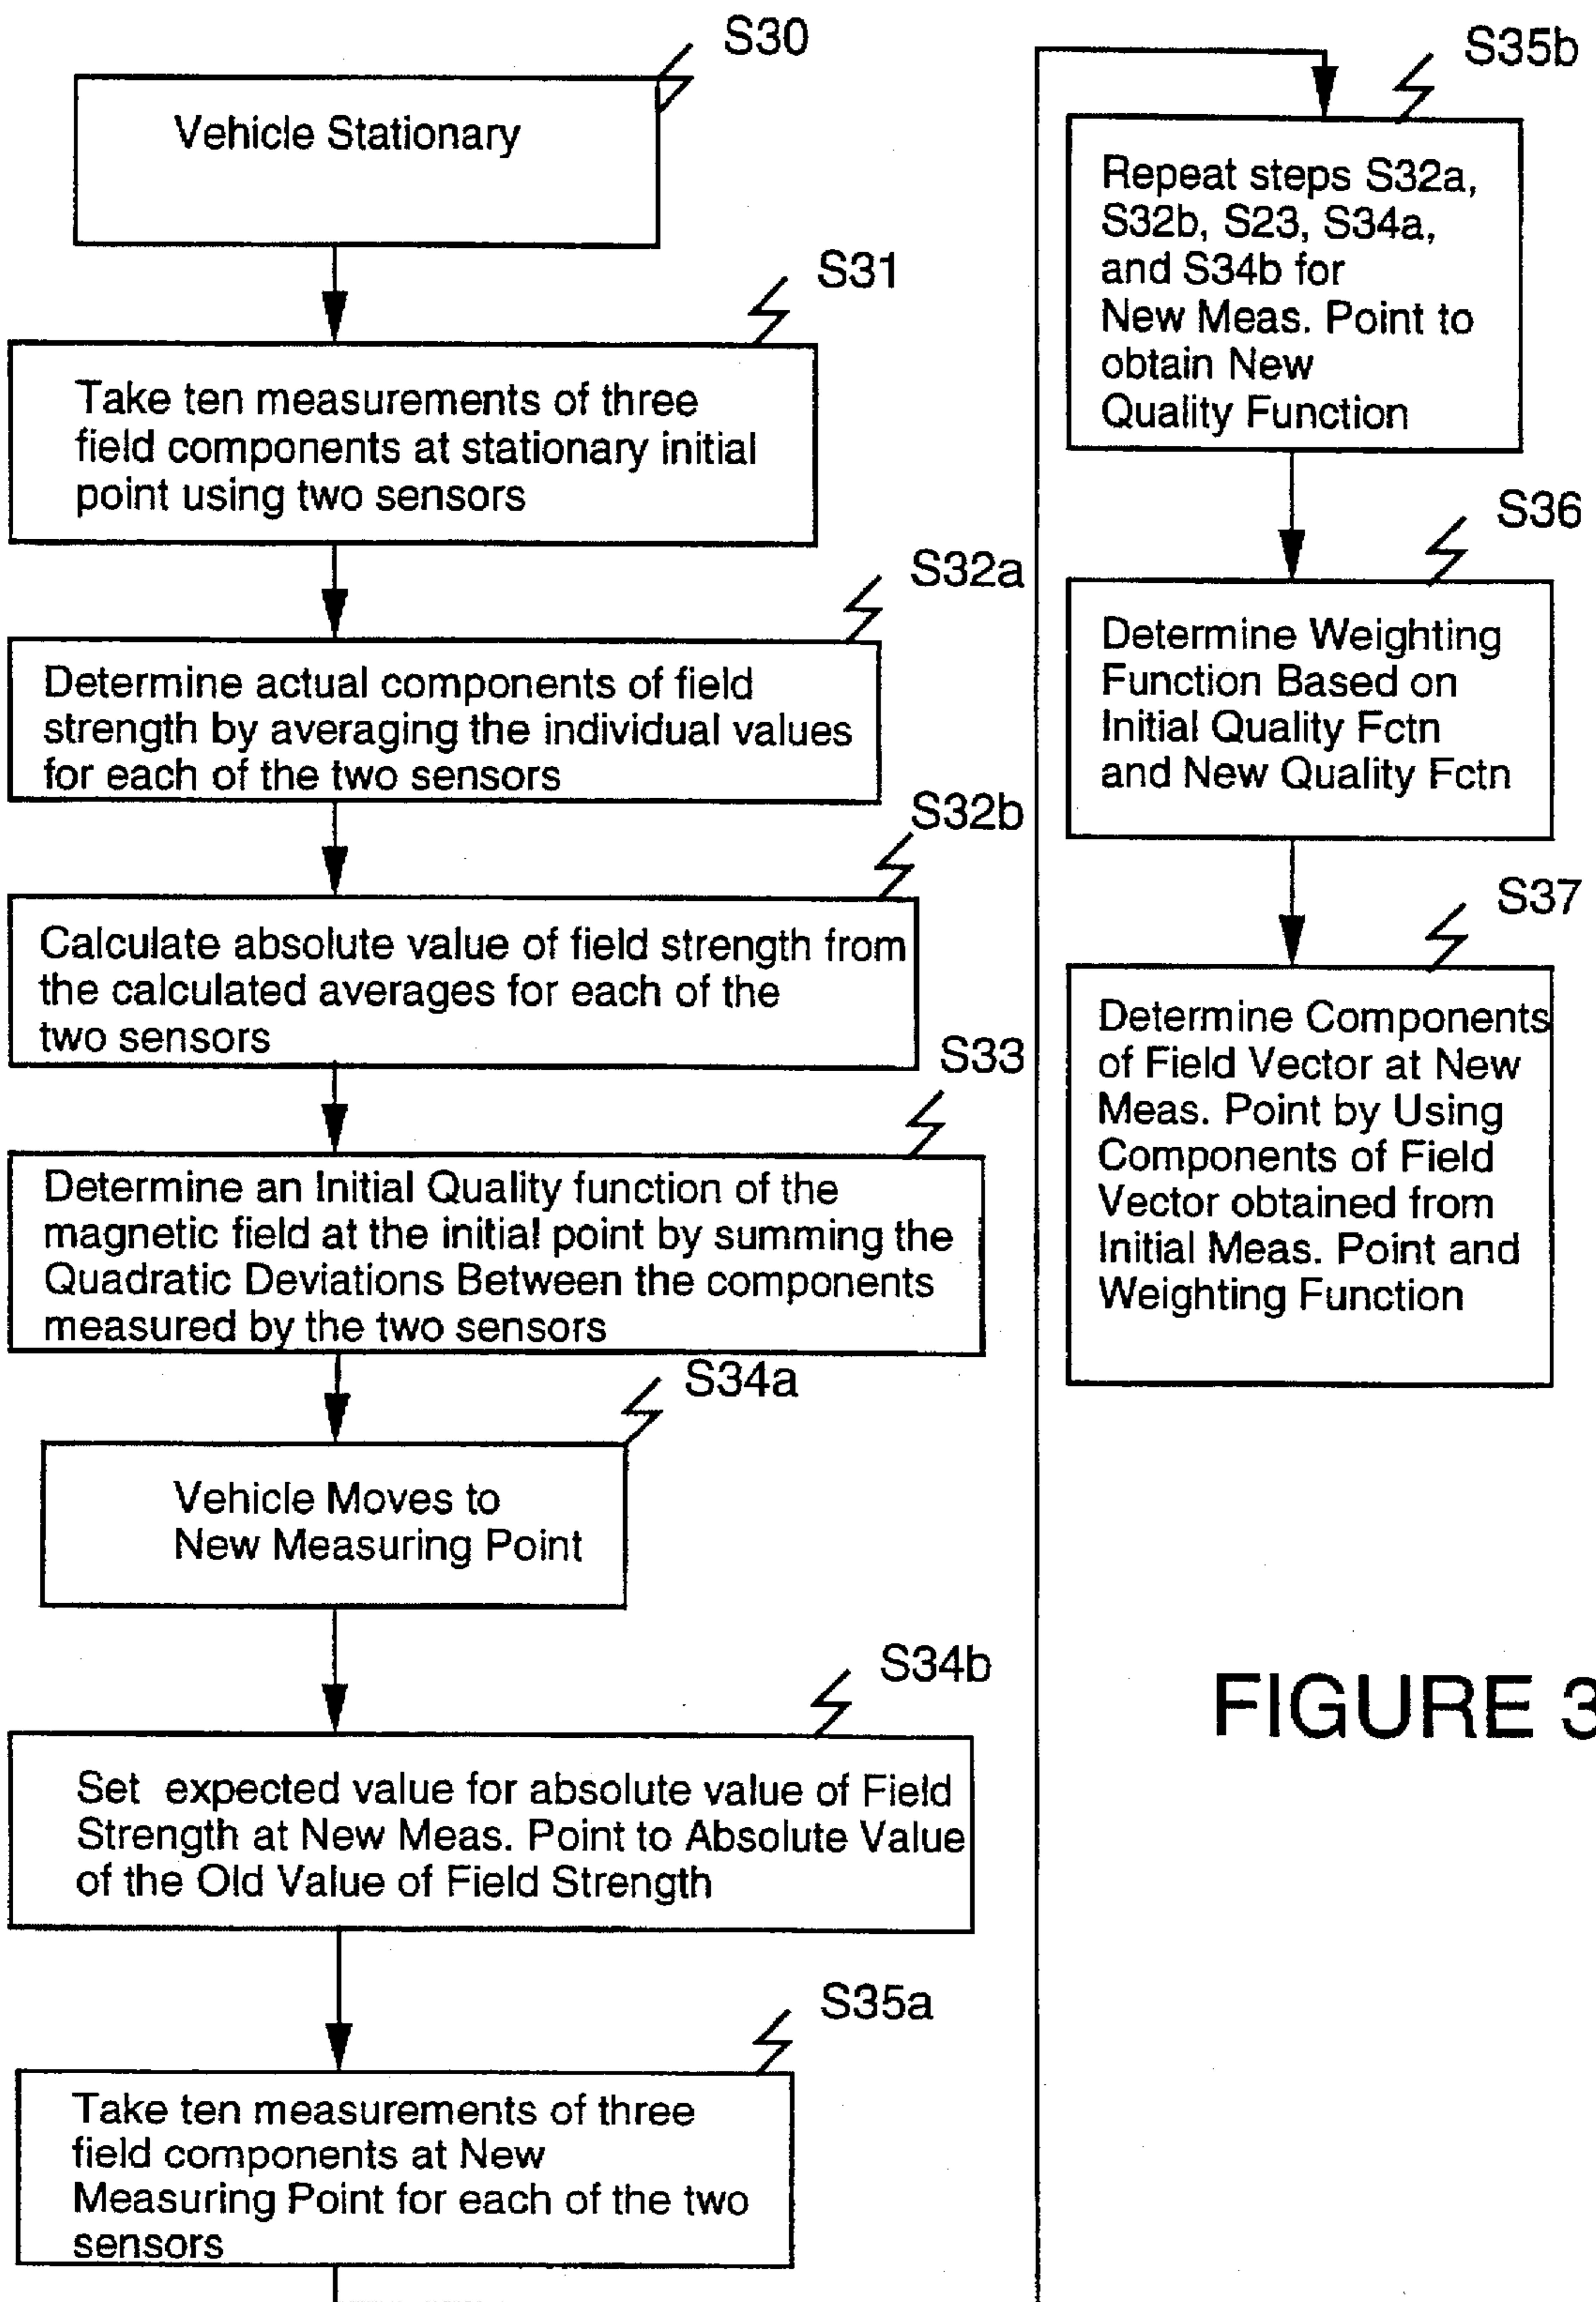 S30
Vehicle Stationary
S31
Take ten measurements of three
field components at stationary initial
point using two sensors
S32a
Determine actual components of field
strength by averaging the individual values
for each of the two sensors
S32b
Calculate absolute value of field strength from
the calculated averages for each of the
two sensors
S33
Determine an Initial Quality function of the
magnetic field at the initial point by summing the
Quadratic Deviations Between the components
measured by the two sensors
S34a
Vehicle Moves to
New Measuring Point
S34b
Set expected value for absolute value of Field
Strength at New Meas. Point to Absolute Value
of the Old Value of Field Strength
S35a
Take ten measurements of three
field components at New
Measuring Point for each of the two
sensors
S35b
Repeat steps S32a,
S32b, S23, S34a,
and S34b for
New Meas. Point to
obtain New
Quality Function
S36
Determine Weighting
Function Based on
Initial Quality Fctn
and New Quality Fctn
S37
Determine Components
of Field Vector at New
Meas. Point by Using
Components of Field
Vector obtained from
Initial Meas. Point and
Weighting Function
FIGURE 3